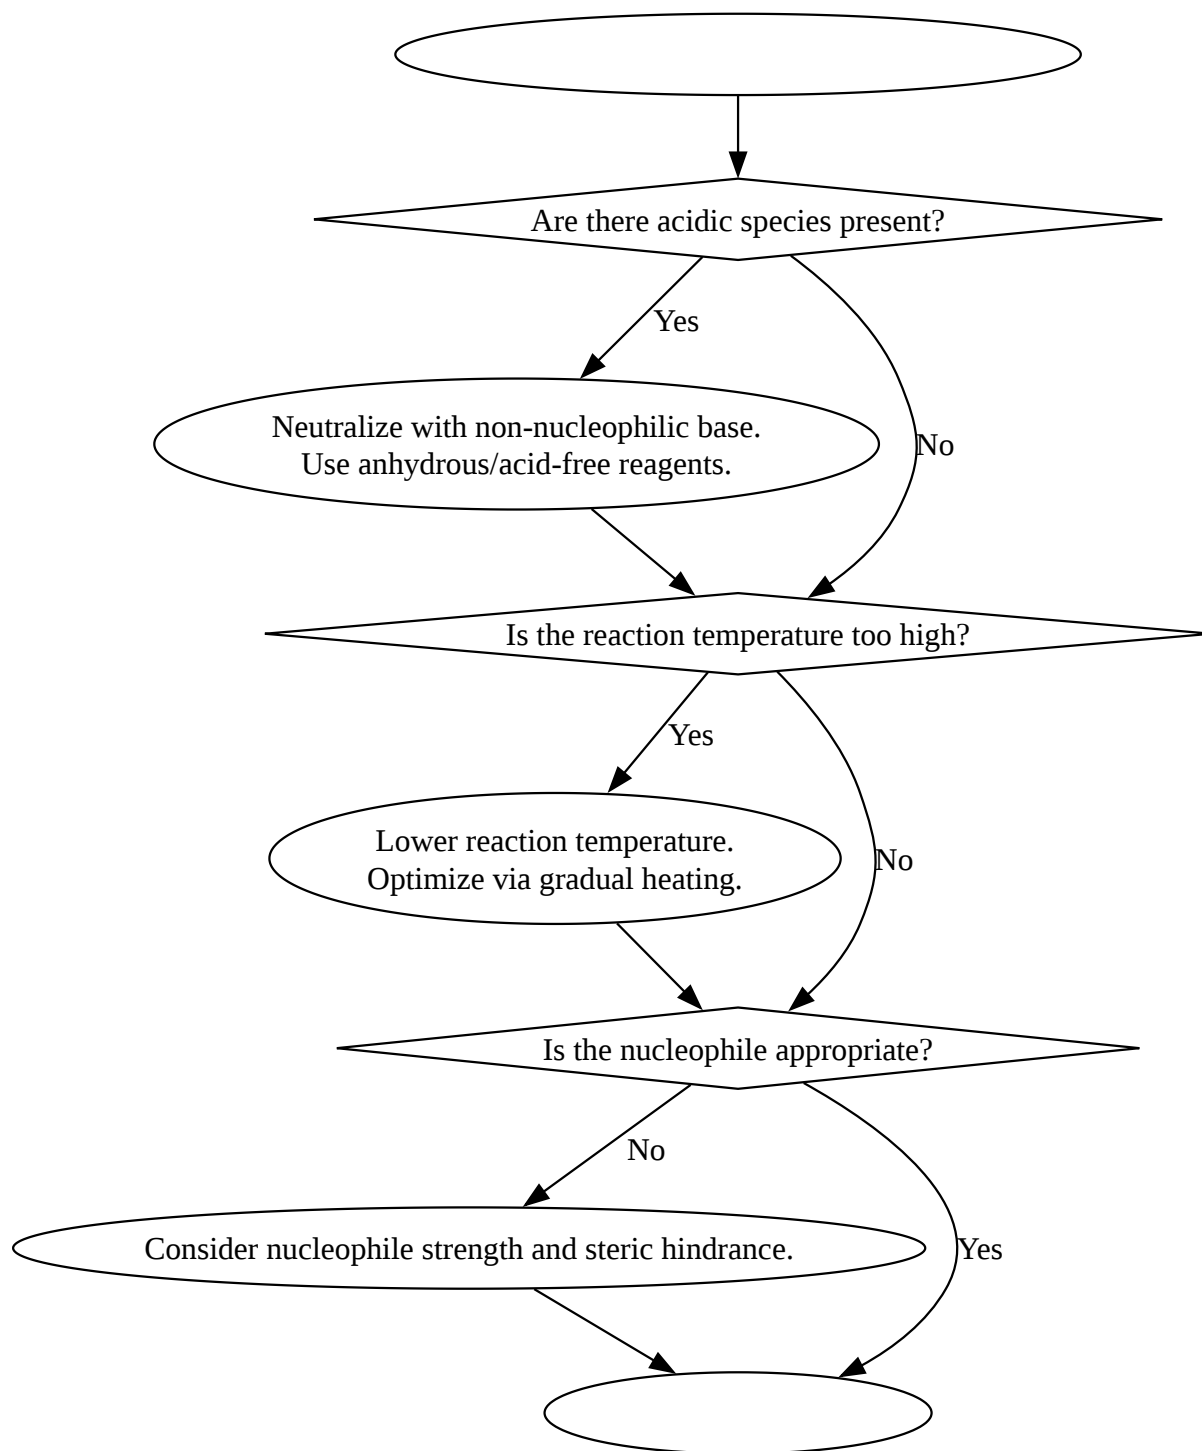 Are there acidic species present?
Yes
Neutralize with non-nucleophilic base.
Use anhydrous/acid-free reagents.
No
Is the reaction temperature too high?
Yes
Lower reaction temperature.
Optimize via gradual heating.
No
Is the nucleophile appropriate?
No
Consider nucleophile strength and steric hindrance.
Yes